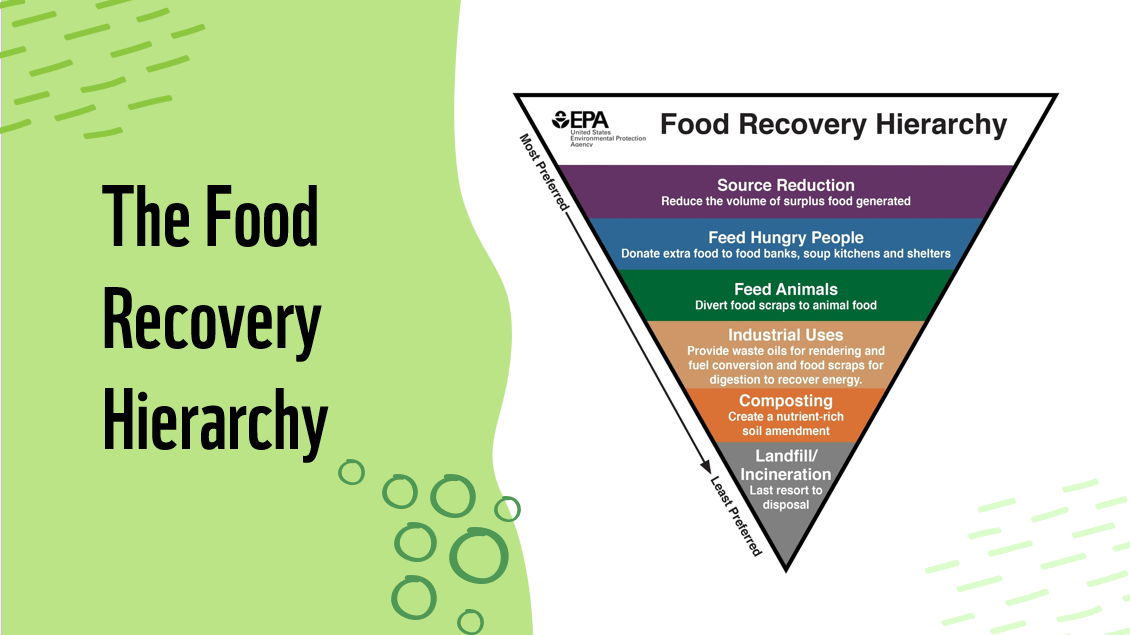 The Food
Recovery
Hierarchy
EPA
United States
Environmental Protection
Agency
Food Recovery Hierarchy
Most Preferred
Source Reduction
Reduce the volume of surplus food generated
Feed Hungry People
Donate extra food to food banks, soup kitchens and shelters
Feed Animals
Divert food scraps to animal food
Industrial Uses
Provide waste oils for rendering and
fuel conversion and food scraps for
digestion to recover energy.
Composting
Create a nutrient-rich
soil amendment
Landfill/
Incineration
Last resort to
disposal
Least Preferred